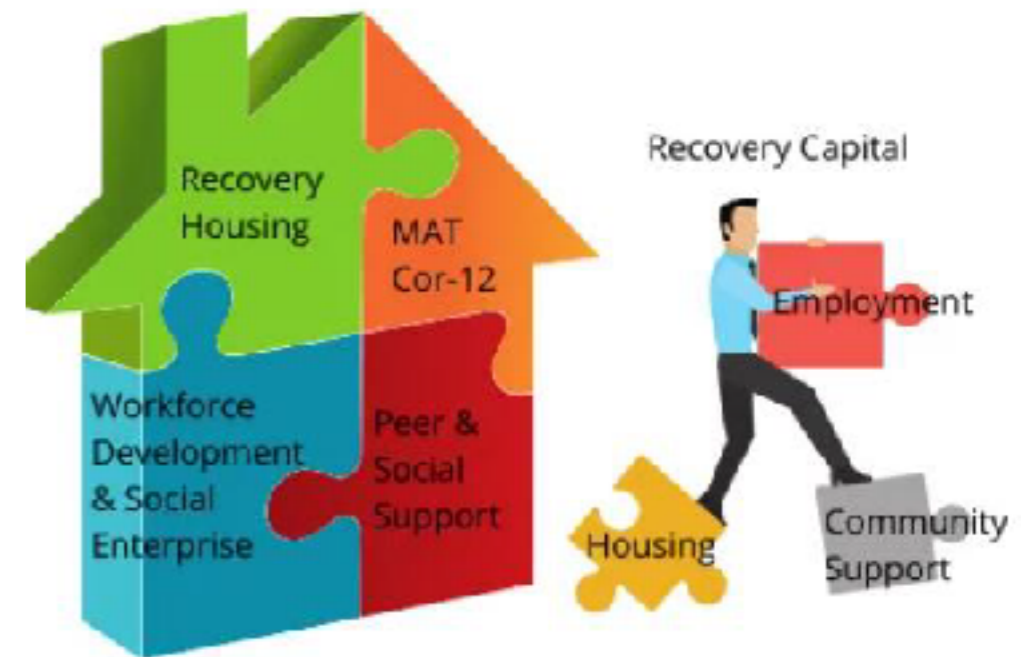 Recovery
Housing
MAT
Cor-12
Workforce
Development
& Social
Enterprise
Peer &
Social
Support
Recovery Capital
Employment
Housing
Community
Support